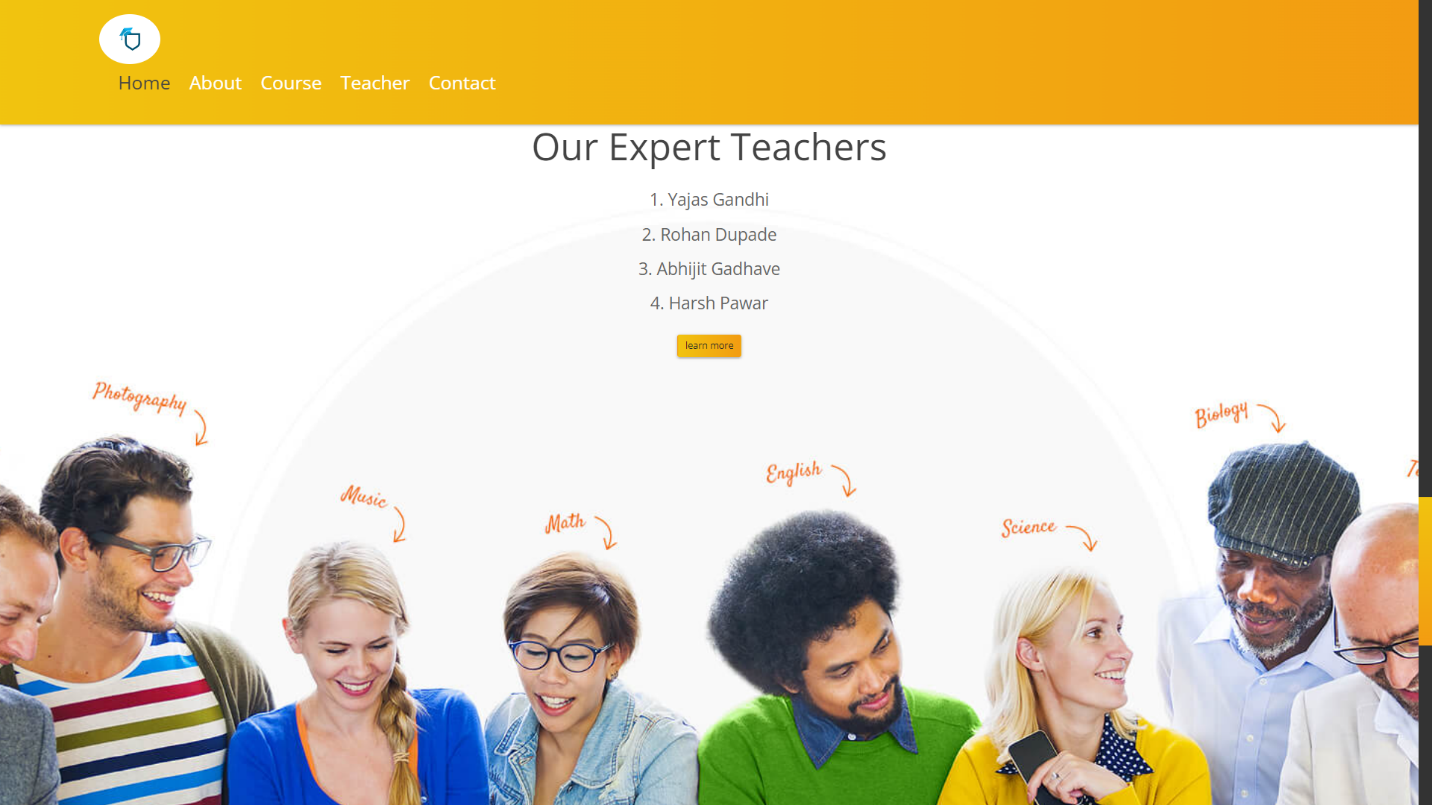 Home About Course Teacher Contact
Our Expert Teachers
1. Yajas Gandhi
2. Rohan Dupade
3. Abhijit Gadhave
4. Harsh Pawar
learn more
Photography
Biology
Music
English
Math
Science